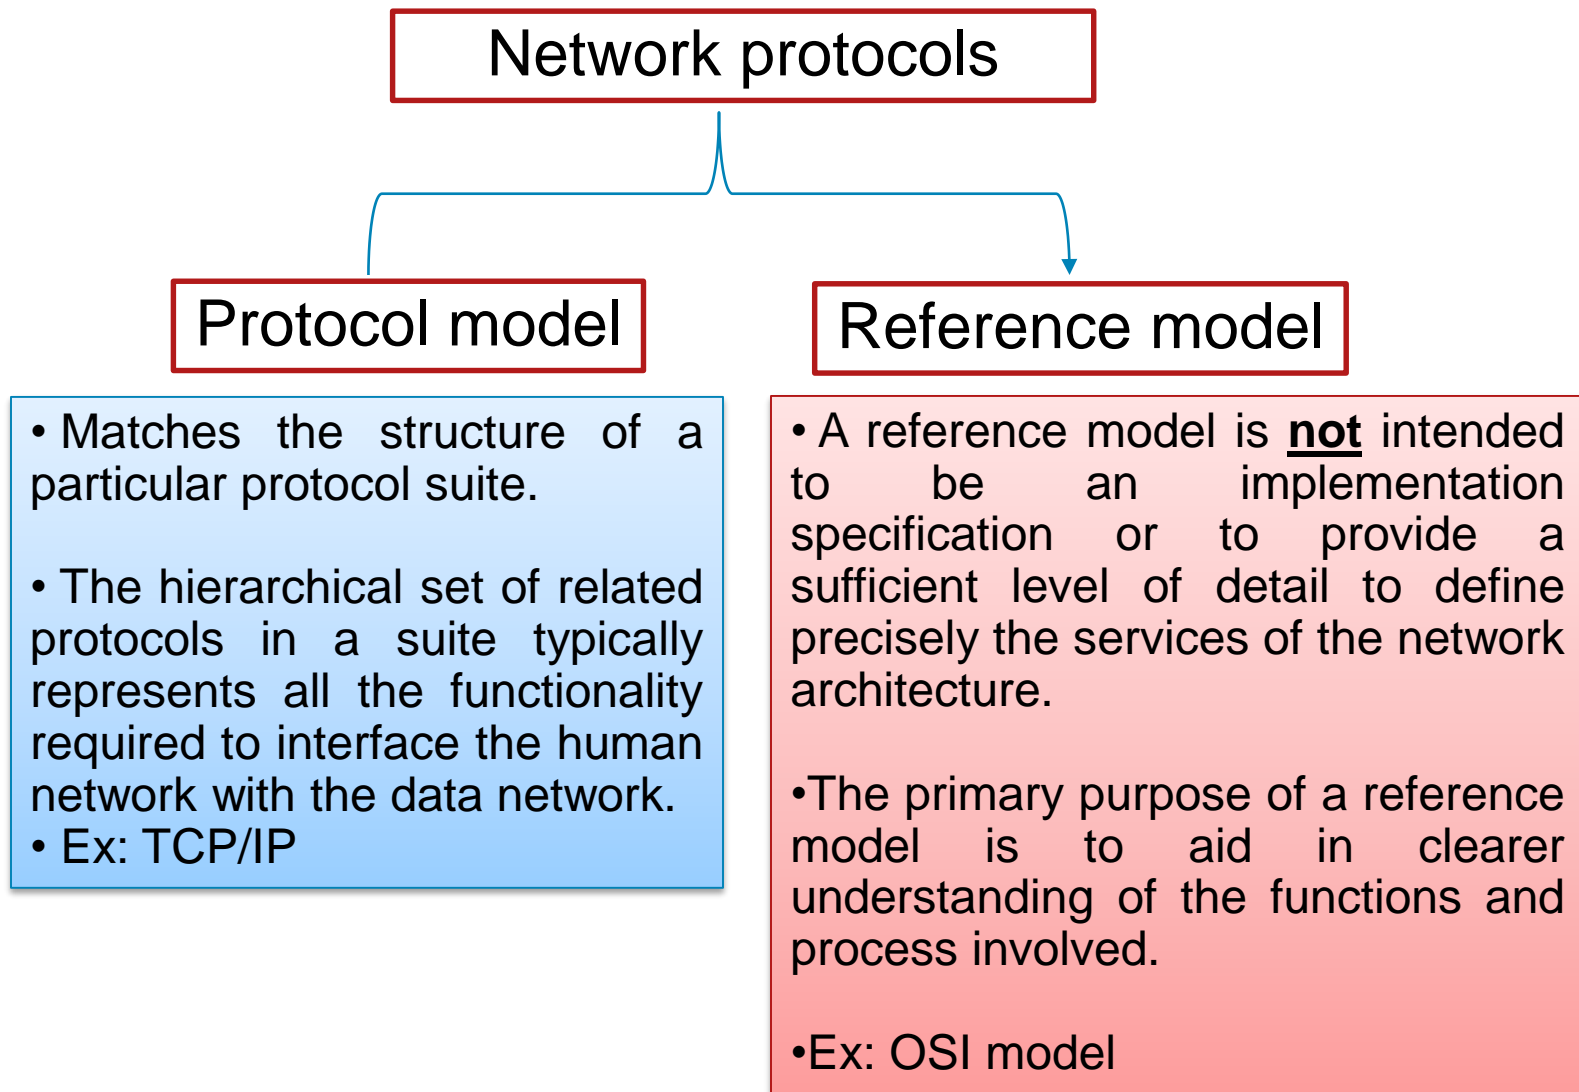 Network protocols
Protocol model
Reference model
• Matches the structure of a
particular protocol suite.
• The hierarchical set of related
protocols in a suite typically
represents all the functionality
required to interface the human
network with the data network.
• Ex: TCP/IP
• A reference model is not intended
to be an implementation
specification or to provide a
sufficient level of detail to define
precisely the services of the network
architecture.
•The primary purpose of a reference
model is to aid in clearer
understanding of the functions and
process involved.
•Ex: OSI model